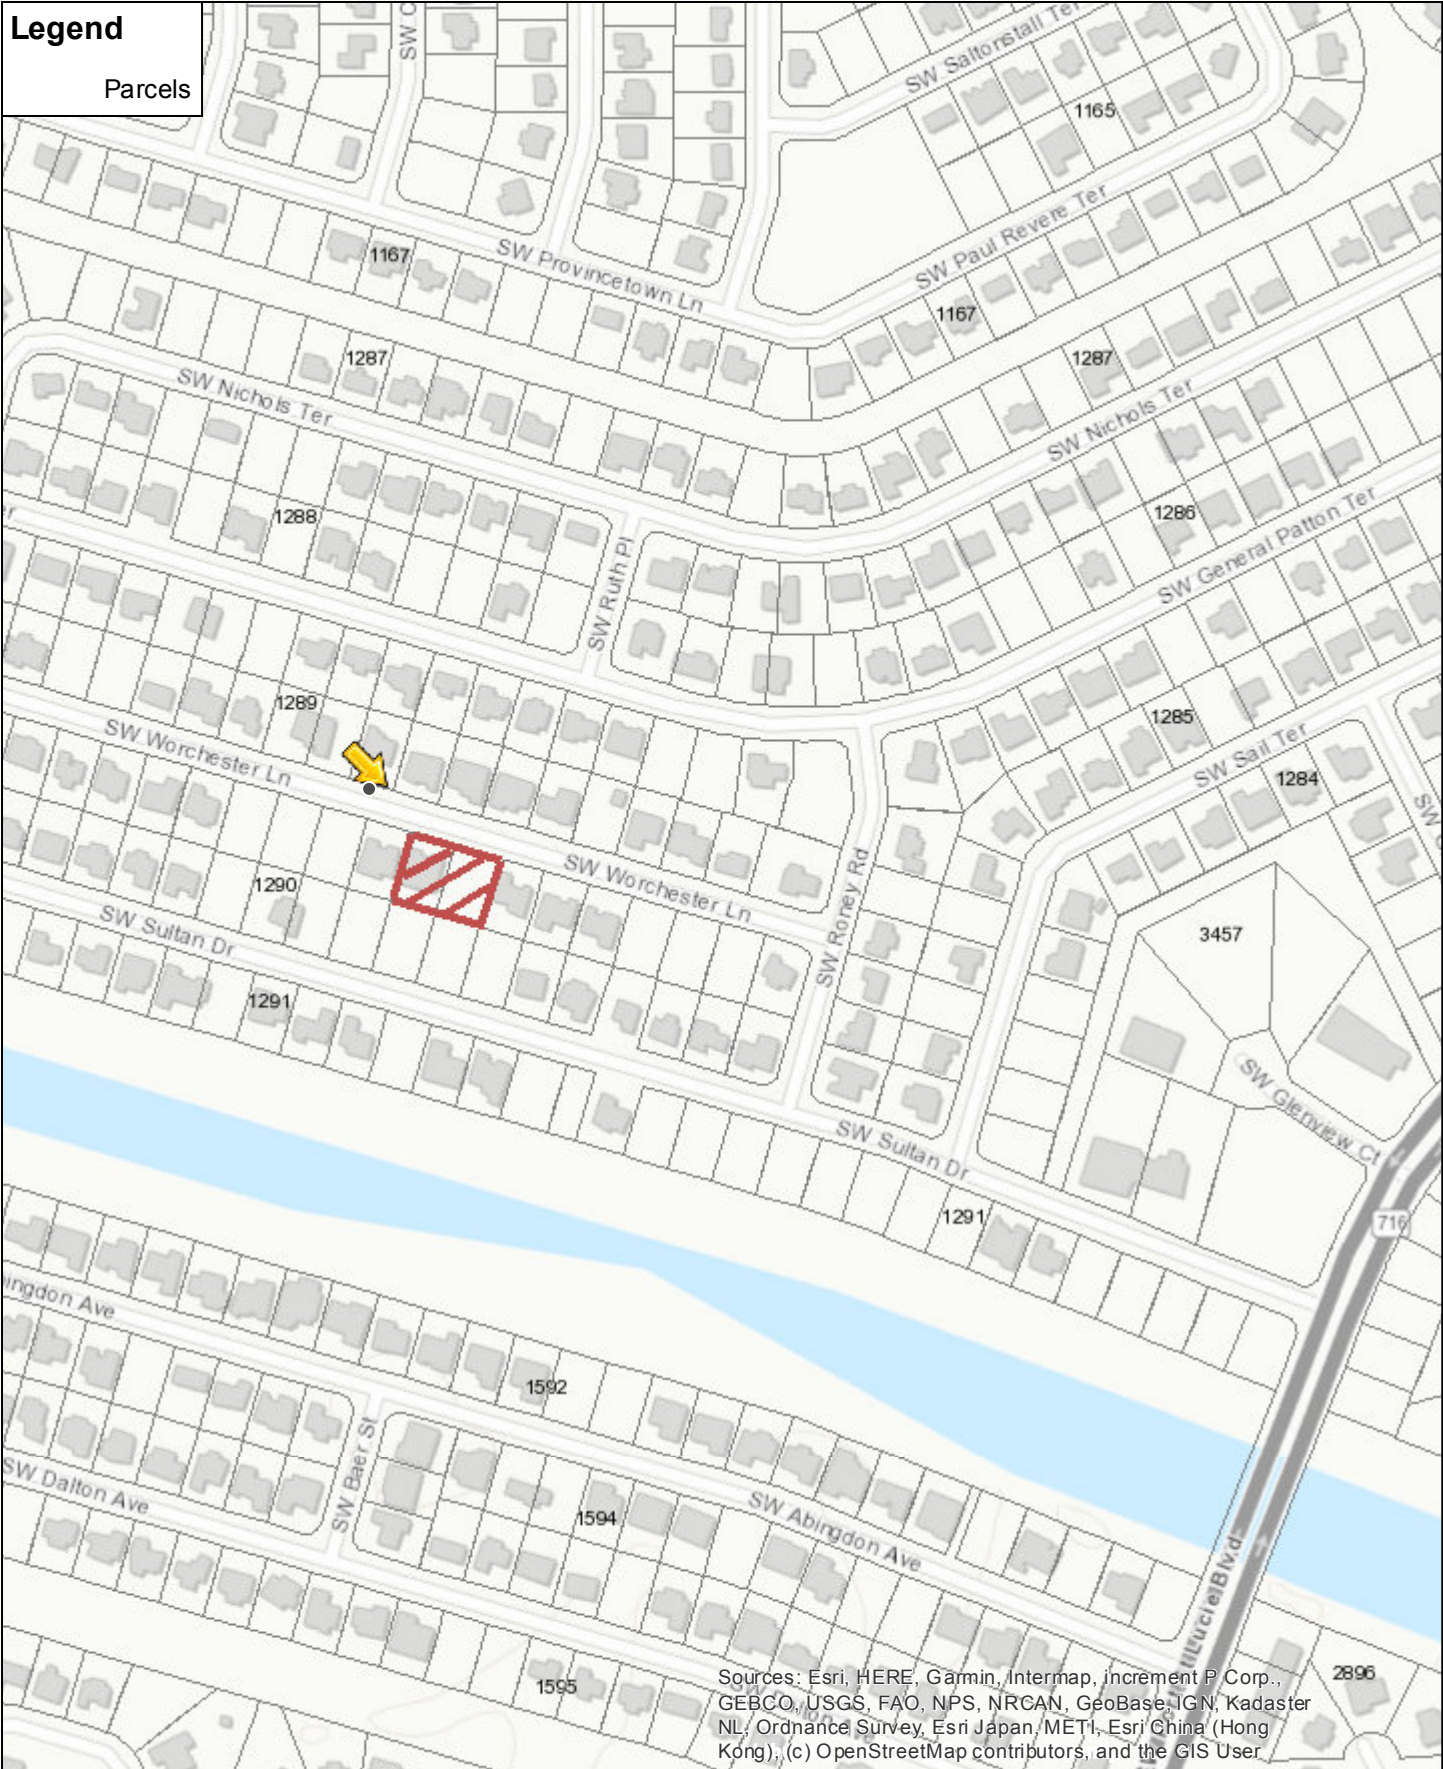 Legend
Parcels
SW C
SW Saltonstall Ter
1165
SW Paul Revere Ter
SW Provincetown Ln
1167
1167
1287
1287
SW Nichols Ter
SW Nichols Ter
1288
1286
SW General Patton Ter
er
SW Ruth Pl
1289
1285
SW Sail Ter
1284
SW Worchester Ln
SW Worchester Ln
SW Roney Rd
1290
SW Sultan Dr
1291
3457
SW Glenview Ct
SW Sultan Dr
1291
716
ingdon Ave
1592
SW Baer St
SW Dalton Ave
1594
SW Abingdon Ave
1595
2896
Lucie Blvd
Sources: Esri, HERE, Garmin, Intermap, increment P Corp.,
GEBCO, USGS, FAO, NPS, NRCAN, GeoBase, IGN, Kadaster
NL, Ordnance Survey, Esri Japan, METI, Esri China (Hong
Kong), (c) OpenStreetMap contributors, and the GIS User